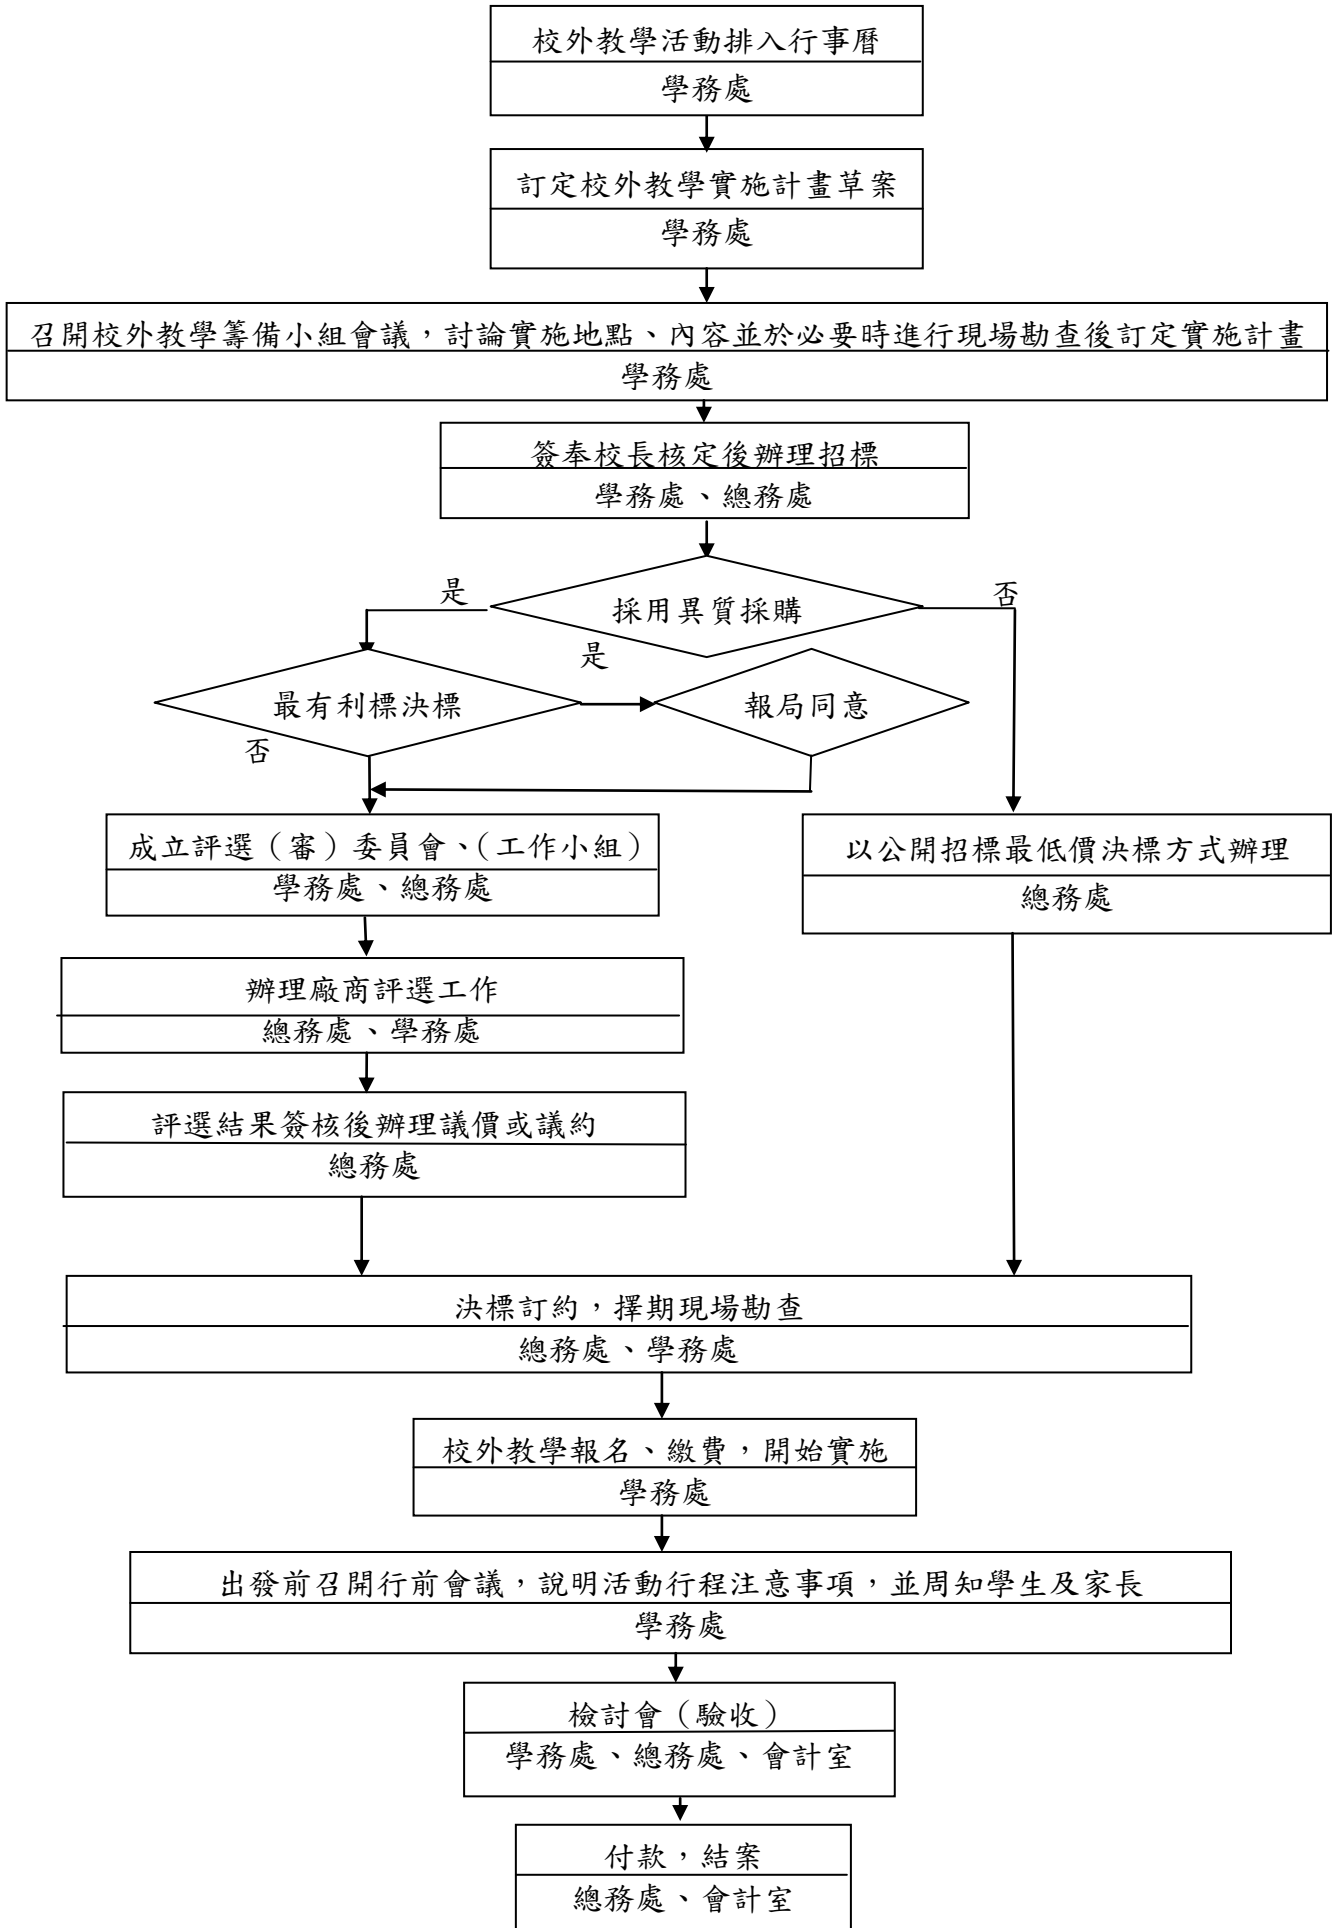 校外教學活動排入行事曆
學務處
訂定校外教學實施計畫草案
學務處
召開校外教學籌備小組會議，討論實施地點、內容並於必要時進行現場勘查後訂定實施計畫
學務處
簽奉校長核定後辦理招標
學務處、總務處
是
採用異質採購
否
最有利標決標
是
報局同意
否
成立評選（審）委員會、（工作小組）
學務處、總務處
以公開招標最低價決標方式辦理
總務處
辦理廠商評選工作
總務處、學務處
評選結果簽核後辦理議價或議約
總務處
決標訂約，擇期現場勘查
總務處、學務處
校外教學報名、繳費，開始實施
學務處
出發前召開行前會議，說明活動行程注意事項，並周知學生及家長
學務處
檢討會（驗收）
學務處、總務處、會計室
付款，結案
總務處、會計室